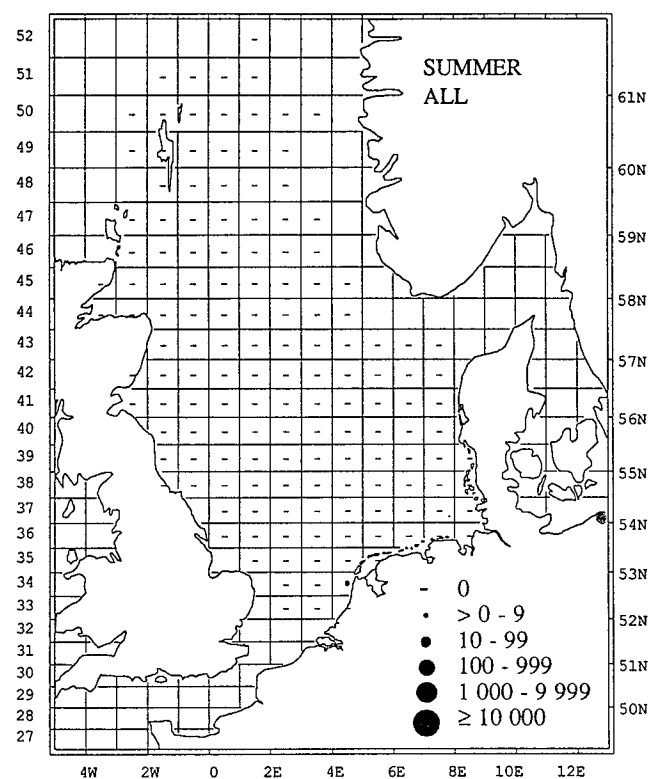 SUMMER
ALL
52
51
50
49
48
47
46
45
44
43
42
41
40
39
38
37
36
35
34
33
32
31
30
29
28
27
61N
60N
59N
58N
57N
56N
55N
54N
53N
52N
51N
50N
- 0
> 0 - 9
10 - 99
100 - 999
1 000 - 9 999
≥ 10 000
4W 2W 0 2E 4E 6E 8E 10E 12E